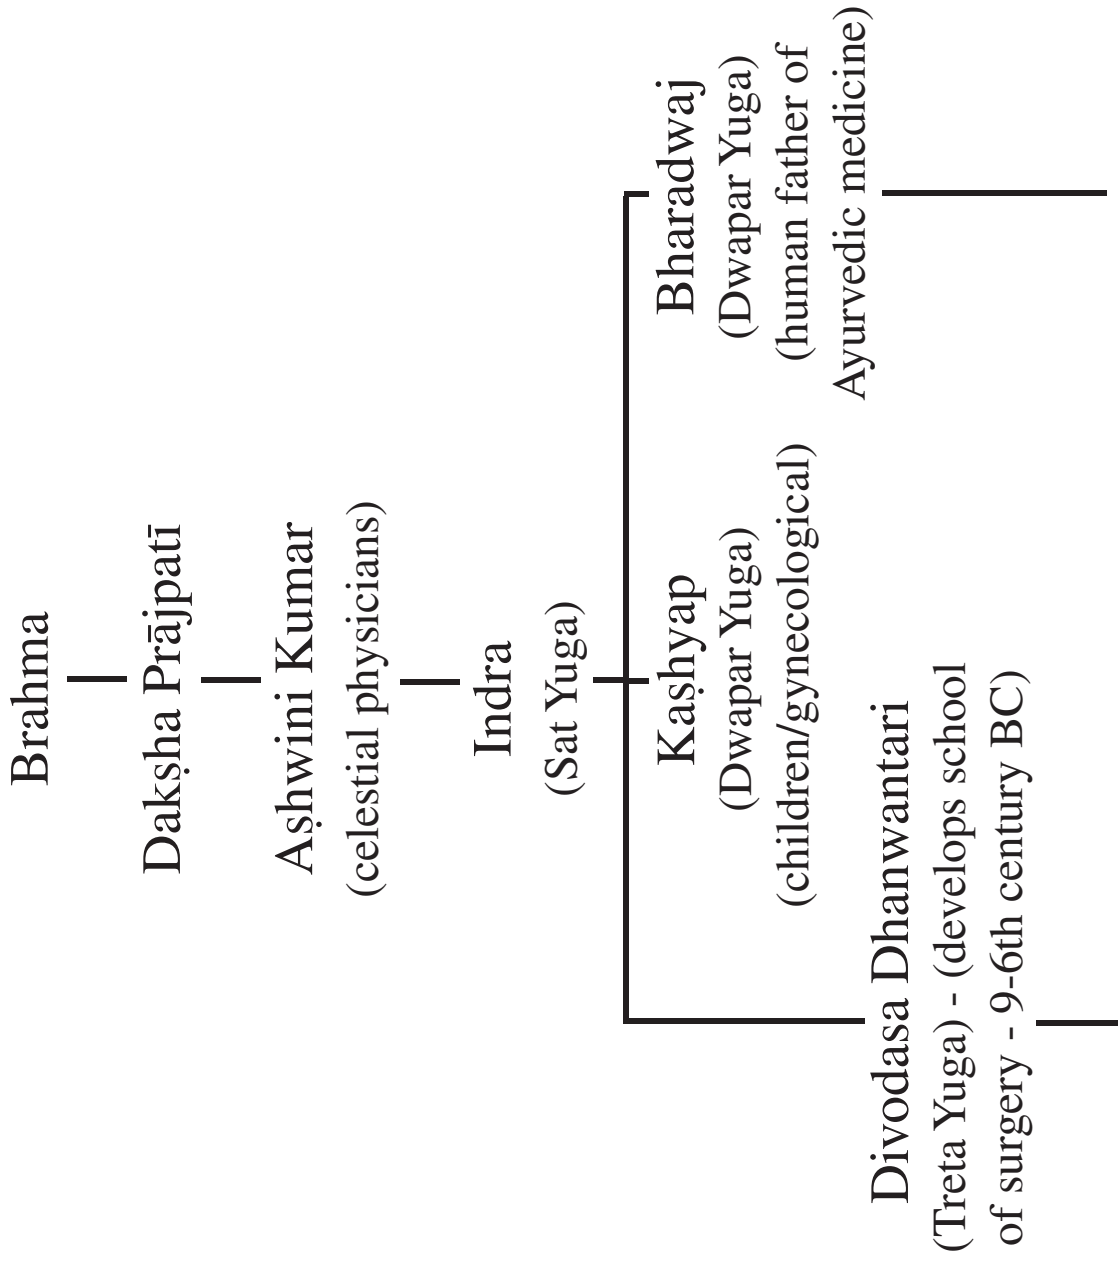 Brahma
Dakṣha Prājpatī
Aṣhwini Kumar
(celestial physicians)
Indra
(Sat Yuga)
Divodasa Dhanwantari
(Treta Yuga) - (develops school
of surgery - 9-6th century BC)
Kaṣhyap
(Dwapar Yuga)
(children/gynecological)
Bharadwaj
(Dwapar Yuga)
(human father of
Ayurvedic medicine)